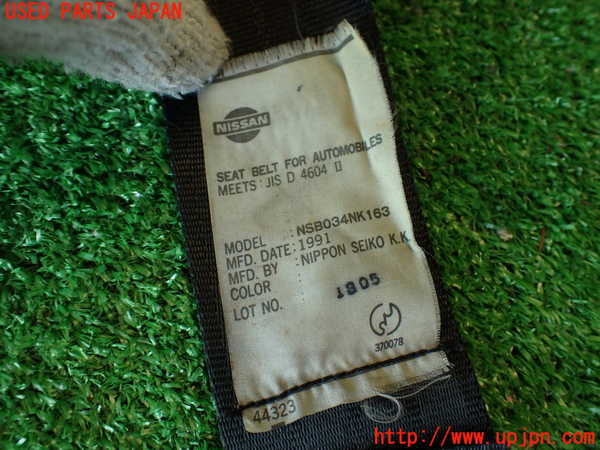 USED PARTS JAPAN
NISSAN
SEAT BELT FOR AUTOMOBILES
MEETS: JIS D 4604 II
MODEL : NSB034NK163
MFD. DATE: 1991
MFD. BY : NIPPON SEIKO K.K.
COLOR :
LOT NO. : 1805
370078
44323
http://www.upjpn.com/